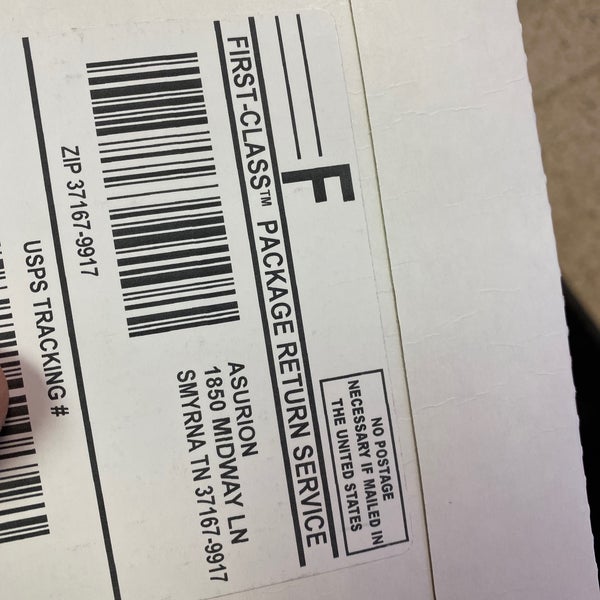 F
NO POSTAGE
NECESSARY IF MAILED IN
THE UNITED STATES
FIRST-CLASS™ PACKAGE RETURN SERVICE
ASURION
1850 MIDWAY LN
SMYRNA TN 37167-9917
ZIP 37167-9917
USPS TRACKING #